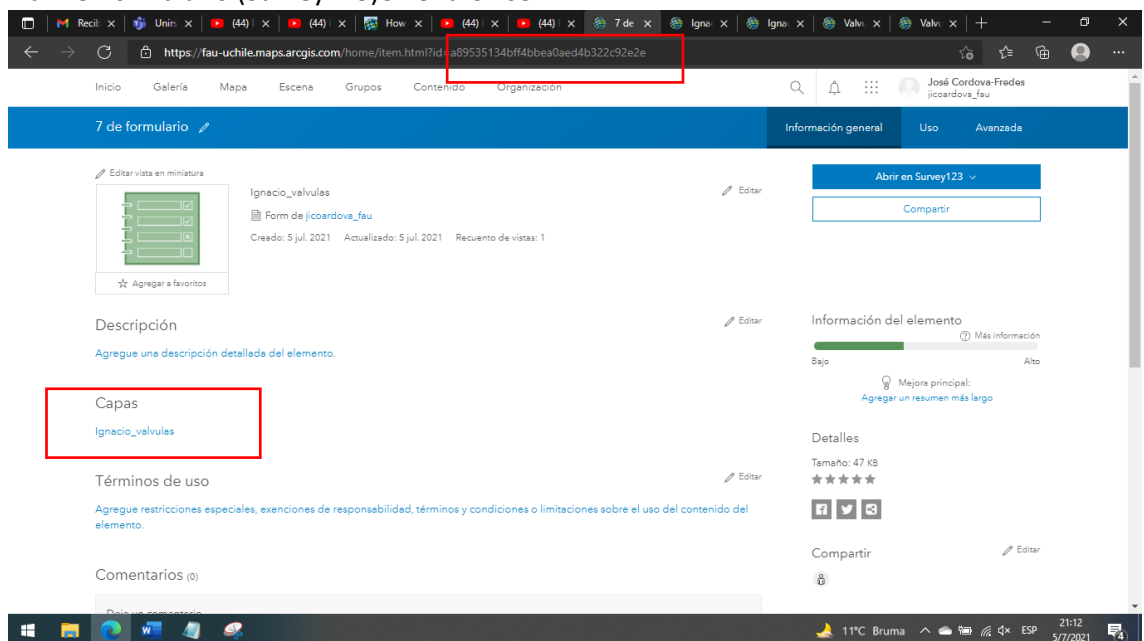 Recil
Unirs
(44)
(44)
How
(44)
(44)
7 de
Igna
Igna
Valvu
Valvu
https://fau-uchile.maps.arcgis.com/home/item.html?id=a89535134bff4bbea0aed4b322c92e2e
Inicio Galería Mapa Escena Grupos Contenido Organización
José Cordova-Fredes
jicoardova_fau
7 de formulario
Información general Uso Avanzada
Editar vista en miniatura
Ignacio_valvulas
Editar
Form de jicoardova_fau
Creado: 5 jul. 2021 Actualizado: 5 jul. 2021 Recuento de vistas: 1
Agregar a favoritos
Abrir en Survey123
Compartir
Descripción
Editar
Agregue una descripción detallada del elemento.
Información del elemento
Más información
Bajo Alto
Mejora principal:
Agregar un resumen más largo
Capas
Ignacio_valvulas
Detalles
Tamaño: 47 KB
Términos de uso
Editar
Agregue restricciones especiales, exenciones de responsabilidad, términos y condiciones o limitaciones sobre el uso del contenido del
elemento.
Compartir
Editar
Comentarios (0)
11°C Bruma
ESP
21:12
5/7/2021